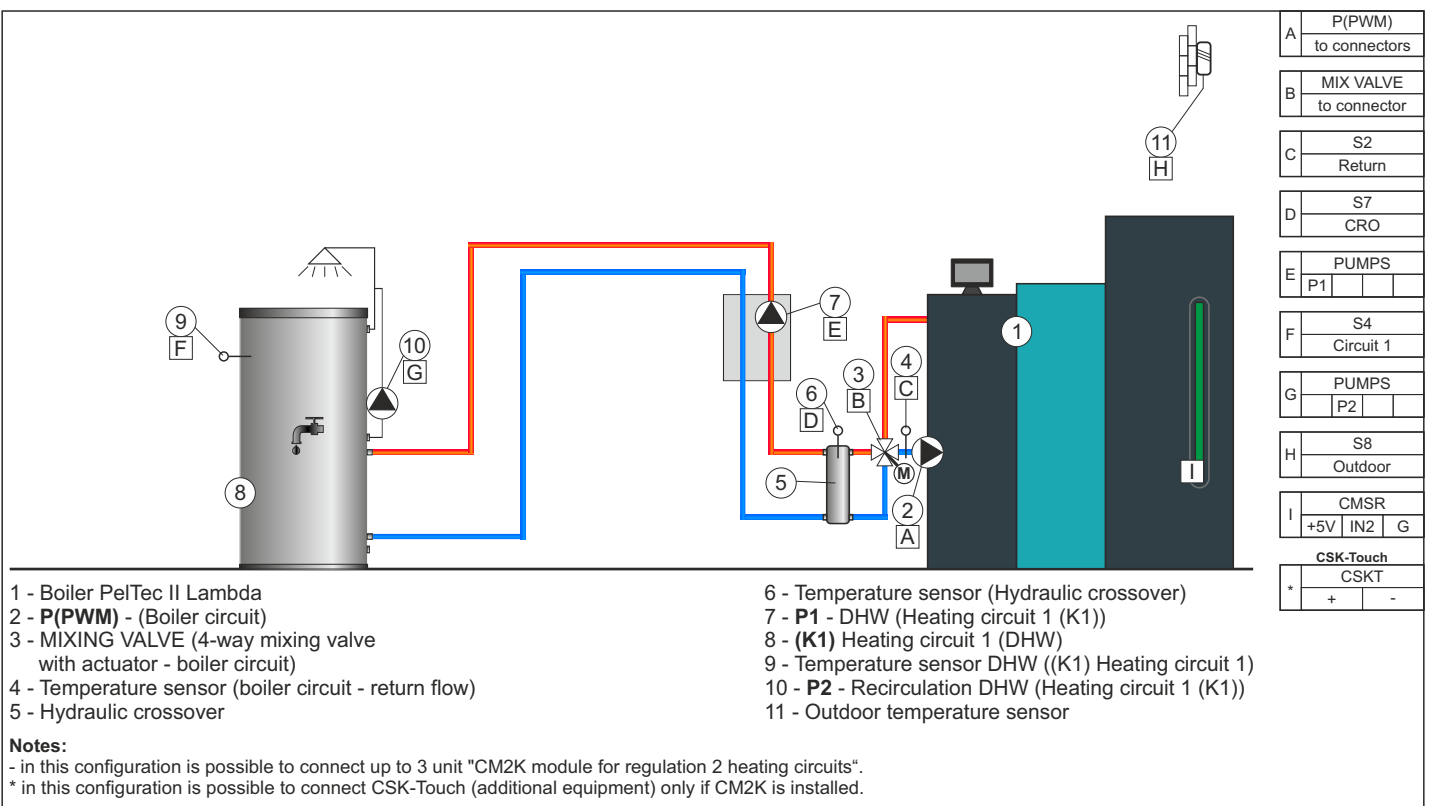 11
H
9
F
10
G
7
E
6
D
3
B
4
C
M
5
2
A
8
1
I
A
P(PWM)
to connectors
B
MIX VALVE
to connector
C
S2
Return
D
S7
CRO
E
PUMPS
P1
F
S4
Circuit 1
G
PUMPS
P2
H
S8
Outdoor
I
CMSR
+5V IN2 G
CSK-Touch
*
CSKT
+ -
1 - Boiler PelTec II Lambda
2 - P(PWM) - (Boiler circuit)
3 - MIXING VALVE (4-way mixing valve
with actuator - boiler circuit)
4 - Temperature sensor (boiler circuit - return flow)
5 - Hydraulic crossover
6 - Temperature sensor (Hydraulic crossover)
7 - P1 - DHW (Heating circuit 1 (K1))
8 - (K1) Heating circuit 1 (DHW)
9 - Temperature sensor DHW ((K1) Heating circuit 1)
10 - P2 - Recirculation DHW (Heating circuit 1 (K1))
11 - Outdoor temperature sensor
Notes:
- in this configuration is possible to connect up to 3 unit "CM2K module for regulation 2 heating circuits“.
* in this configuration is possible to connect CSK-Touch (additional equipment) only if CM2K is installed.